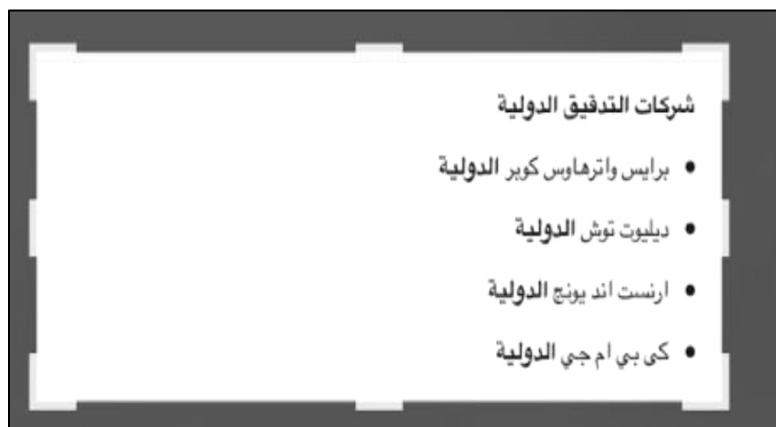 شركات التدقيق الدولية
• برايس واترهاوس كوبر الدولية
• ديليوت توش الدولية
• ارنست اند يونج الدولية
• كى بي ام جي الدولية